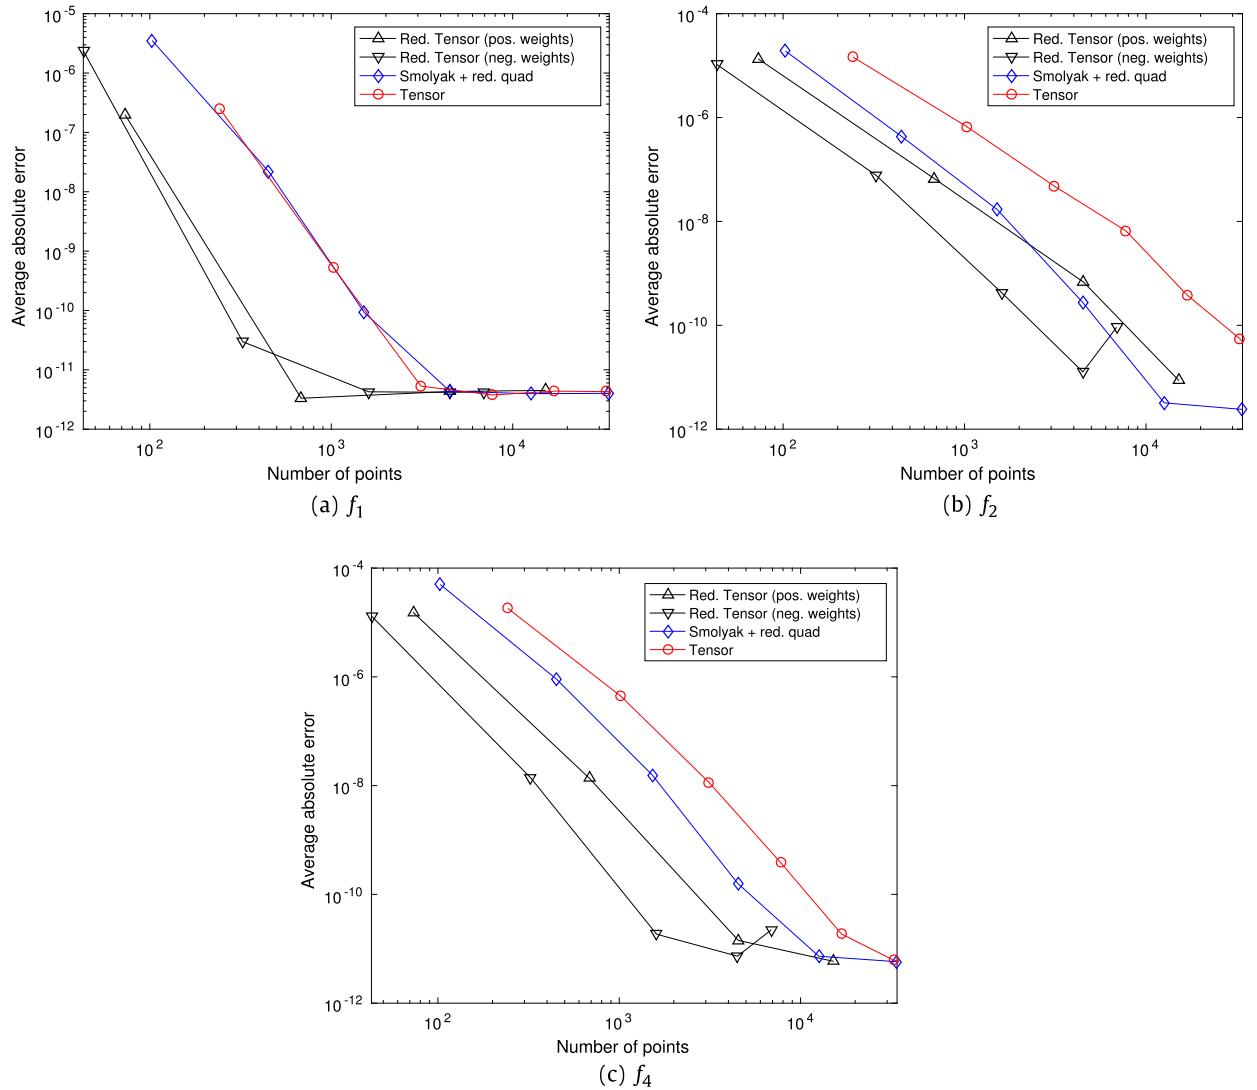 10^-5
10^-6
10^-7
10^-8
10^-9
10^-10
10^-11
10^-12
Average absolute error
Red. Tensor (pos. weights)
Red. Tensor (neg. weights)
Smolyak + red. quad
Tensor
10^2
10^3
10^4
Number of points
(a) f_1
10^-4
10^-6
10^-8
10^-10
10^-12
Average absolute error
Red. Tensor (pos. weights)
Red. Tensor (neg. weights)
Smolyak + red. quad
Tensor
10^2
10^3
10^4
Number of points
(b) f_2
10^-4
10^-6
10^-8
10^-10
10^-12
Average absolute error
Red. Tensor (pos. weights)
Red. Tensor (neg. weights)
Smolyak + red. quad
Tensor
10^2
10^3
10^4
Number of points
(c) f_4